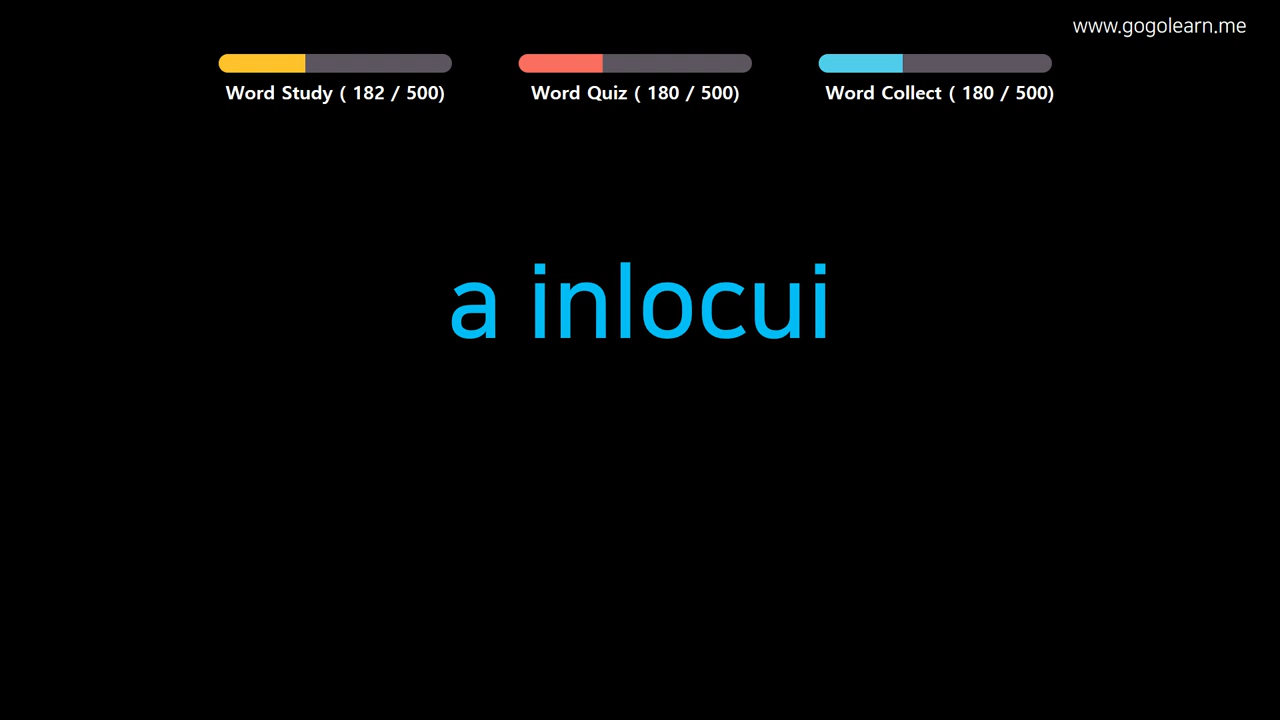 www.gogolearn.me
Word Study ( 182 / 500)
Word Quiz ( 180 / 500)
Word Collect ( 180 / 500)
a inlocui